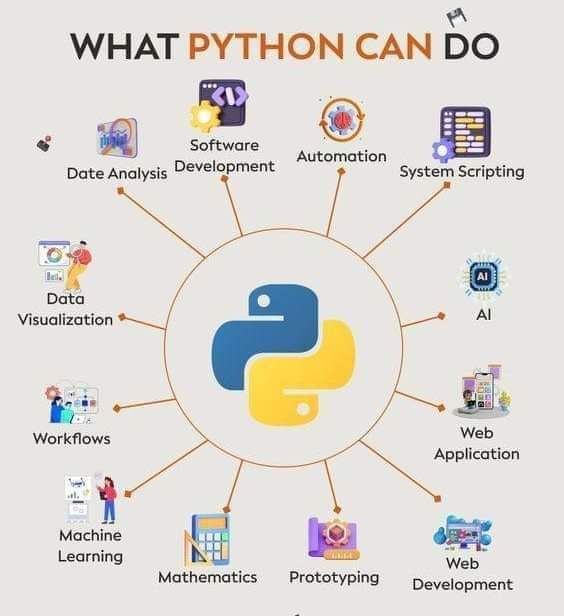 WHAT PYTHON CAN DO
Software
Development
Automation
Date Analysis
System Scripting
Data
Visualization
AI
AI
Workflows
Web
Application
Machine
Learning
Mathematics
Prototyping
Web
Development